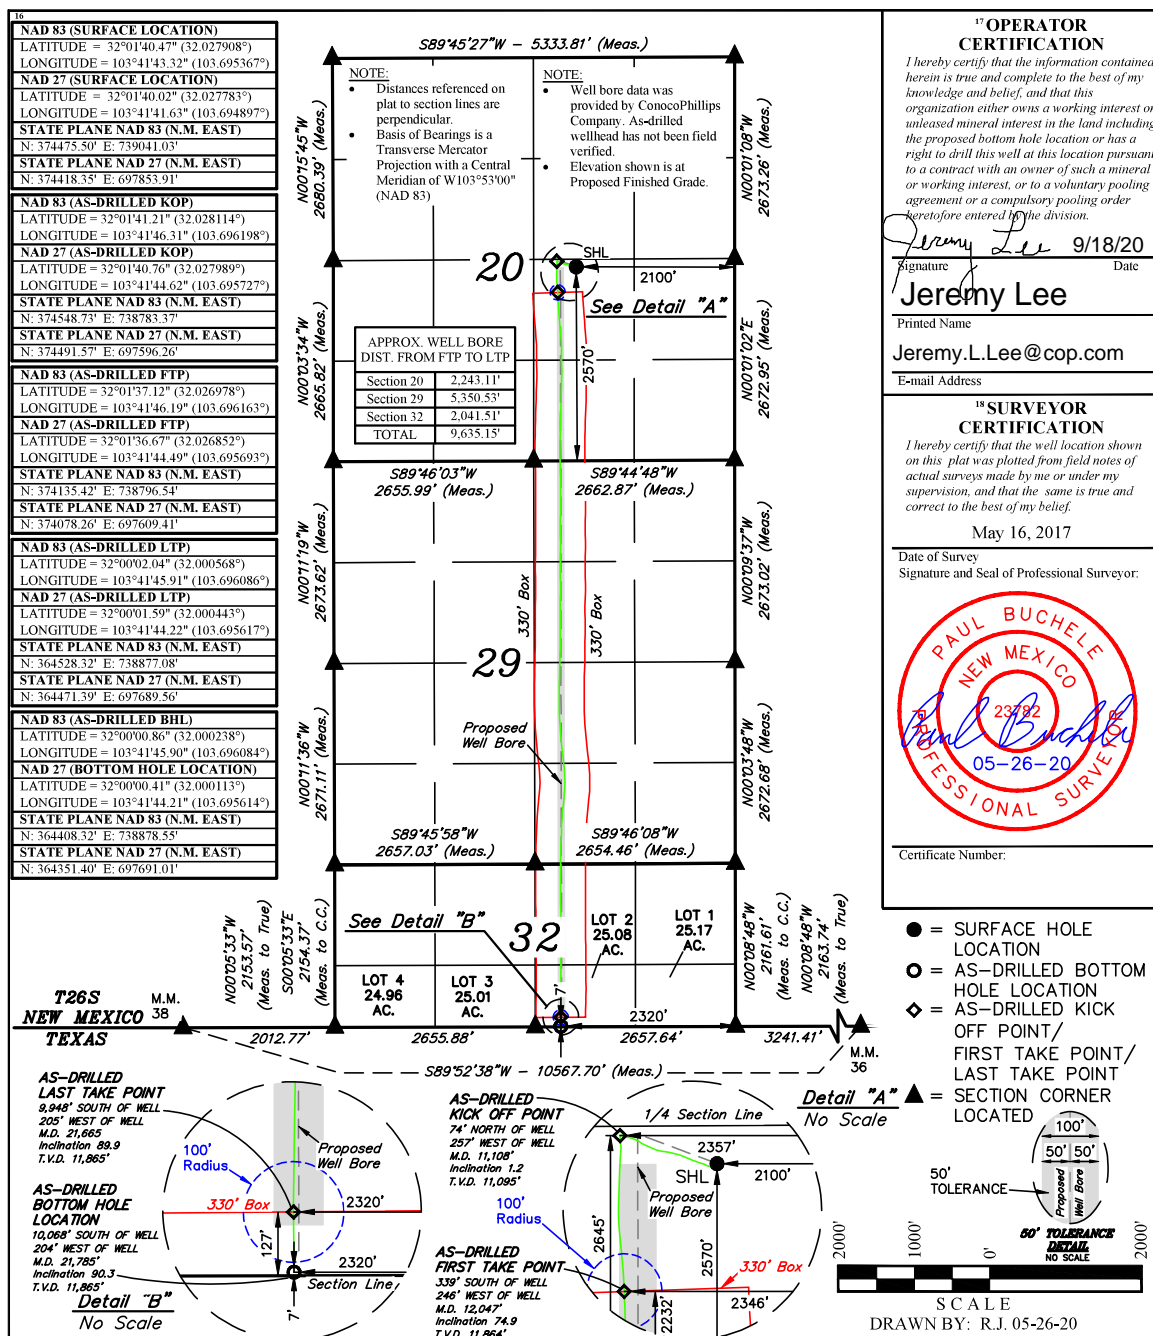 16
NAD 83 (SURFACE LOCATION)
LATITUDE = 32°01'40.47" (32.027908°)
LONGITUDE = 103°41'43.32" (103.695367°)
NAD 27 (SURFACE LOCATION)
LATITUDE = 32°01'40.02" (32.027783°)
LONGITUDE = 103°41'41.63" (103.694897°)
STATE PLANE NAD 83 (N.M. EAST)
N: 374475.50' E: 739041.03'
STATE PLANE NAD 27 (N.M. EAST)
N: 374418.35' E: 697853.91'
NAD 83 (AS-DRILLED KOP)
LATITUDE = 32°01'41.21" (32.028114°)
LONGITUDE = 103°41'46.31" (103.696198°)
NAD 27 (AS-DRILLED KOP)
LATITUDE = 32°01'40.76" (32.027989°)
LONGITUDE = 103°41'44.62" (103.695727°)
STATE PLANE NAD 83 (N.M. EAST)
N: 374548.73' E: 738783.37'
STATE PLANE NAD 27 (N.M. EAST)
N: 374491.57' E: 697596.26'
NAD 83 (AS-DRILLED FTP)
LATITUDE = 32°01'37.12" (32.026978°)
LONGITUDE = 103°41'46.19" (103.696163°)
NAD 27 (AS-DRILLED FTP)
LATITUDE = 32°01'36.67" (32.026852°)
LONGITUDE = 103°41'44.49" (103.695693°)
STATE PLANE NAD 83 (N.M. EAST)
N: 374135.42' E: 738796.54'
STATE PLANE NAD 27 (N.M. EAST)
N: 374078.26' E: 697609.41'
NAD 83 (AS-DRILLED LTP)
LATITUDE = 32°00'02.04" (32.000568°)
LONGITUDE = 103°41'45.91" (103.696086°)
NAD 27 (AS-DRILLED LTP)
LATITUDE = 32°00'01.59" (32.000443°)
LONGITUDE = 103°41'44.22" (103.695617°)
STATE PLANE NAD 83 (N.M. EAST)
N: 364528.32' E: 738877.08'
STATE PLANE NAD 27 (N.M. EAST)
N: 364471.39' E: 697689.56'
NAD 83 (AS-DRILLED BHL)
LATITUDE = 32°00'00.86" (32.000238°)
LONGITUDE = 103°41'45.90" (103.696084°)
NAD 27 (BOTTOM HOLE LOCATION)
LATITUDE = 32°00'00.41" (32.000113°)
LONGITUDE = 103°41'44.21" (103.695614°)
STATE PLANE NAD 83 (N.M. EAST)
N: 364408.32' E: 738878.55'
STATE PLANE NAD 27 (N.M. EAST)
N: 364351.40' E: 697691.01'
S89°45'27"W - 5333.81' (Meas.)
NOTE:
• Distances referenced on
plat to section lines are
perpendicular.
• Basis of Bearings is a
Transverse Mercator
Projection with a Central
Meridian of W103°53'00"
(NAD 83)
NOTE:
• Well bore data was
provided by ConocoPhillips
Company. As-drilled
wellhead has not been field
verified.
• Elevation shown is at
Proposed Finished Grade.
N00°15'45"W
2680.39' (Meas.)
N00°01'08"W
2673.26' (Meas.)
20
SHL
2100'
See Detail "A"
2570'
N00°03'34"W
2665.82' (Meas.)
N00°01'02"E
2672.95' (Meas.)
APPROX. WELL BORE
DIST. FROM FTP TO LTP
Section 20 2,243.11'
Section 29 5,350.53'
Section 32 2,041.51'
TOTAL 9,635.15'
S89°46'03"W
2655.99' (Meas.)
S89°44'48"W
2662.87' (Meas.)
N00°11'19"W
2673.62' (Meas.)
330' Box
330' Box
N00°09'37"W
2673.02' (Meas.)
29
Proposed
Well Bore
N00°11'36"W
2671.11' (Meas.)
N00°03'48"W
2672.68' (Meas.)
S89°45'58"W
2657.03' (Meas.)
S89°46'08"W
2654.46' (Meas.)
See Detail "B"
32
LOT 2
25.08
AC.
LOT 1
25.17
AC.
LOT 4
24.96
AC.
LOT 3
25.01
AC.
N00°05'33"W
2153.57'
(Meas. to True)
S00°05'33"E
2154.37'
(Meas. to C.C.)
N00°08'48"W
2161.61'
(Meas. to C.C.)
N00°08'48"W
2163.74'
(Meas. to True)
7'
2320'
T26S
NEW MEXICO
TEXAS
M.M.
38
2012.77'
2655.88'
2657.64'
3241.41'
M.M.
36
S89°52'38"W - 10567.70' (Meas.)
17 OPERATOR
CERTIFICATION
I hereby certify that the information contained
herein is true and complete to the best of my
knowledge and belief, and that this
organization either owns a working interest or
unleased mineral interest in the land including
the proposed bottom hole location or has a
right to drill this well at this location pursuant
to a contract with an owner of such a mineral
or working interest, or to a voluntary pooling
agreement or a compulsory pooling order
heretofore entered by the division.
Jeremy Lee 9/18/20
Signature Date
Jeremy Lee
Printed Name
Jeremy.L.Lee@cop.com
E-mail Address
18 SURVEYOR
CERTIFICATION
I hereby certify that the well location shown
on this plat was plotted from field notes of
actual surveys made by me or under my
supervision, and that the same is true and
correct to the best of my belief.
May 16, 2017
Date of Survey
Signature and Seal of Professional Surveyor:
PAUL BUCHELE
NEW MEXICO
23782
Paul Buchele
05-26-20
PROFESSIONAL SURVEYOR
Certificate Number:
● = SURFACE HOLE
LOCATION
○ = AS-DRILLED BOTTOM
HOLE LOCATION
◇ = AS-DRILLED KICK
OFF POINT/
FIRST TAKE POINT/
LAST TAKE POINT
▲ = SECTION CORNER
LOCATED
AS-DRILLED
LAST TAKE POINT
9,948' SOUTH OF WELL
205' WEST OF WELL
M.D. 21,665
Inclination 89.9
T.V.D. 11,865'
100'
Radius
330' Box
Proposed
Well Bore
2320'
AS-DRILLED
BOTTOM HOLE
LOCATION
10,068' SOUTH OF WELL
204' WEST OF WELL
M.D. 21,785'
Inclination 90.3
T.V.D. 11,865'
127'
2320'
Section Line
7'
Detail "B"
No Scale
AS-DRILLED
KICK OFF POINT
74' NORTH OF WELL
257' WEST OF WELL
M.D. 11,108'
Inclination 1.2
T.V.D. 11,095'
1/4 Section Line
2357'
SHL
2100'
Proposed
Well Bore
100'
Radius
2645'
2570'
330' Box
2346'
2232'
AS-DRILLED
FIRST TAKE POINT
339' SOUTH OF WELL
246' WEST OF WELL
M.D. 12,047'
Inclination 74.9
T.V.D. 11,864'
Detail "A"
No Scale
100'
50' 50'
50'
TOLERANCE
Proposed
Well Bore
50' TOLERANCE
DETAIL
NO SCALE
2000'
1000'
0'
2000'
SCALE
DRAWN BY: R.J. 05-26-20